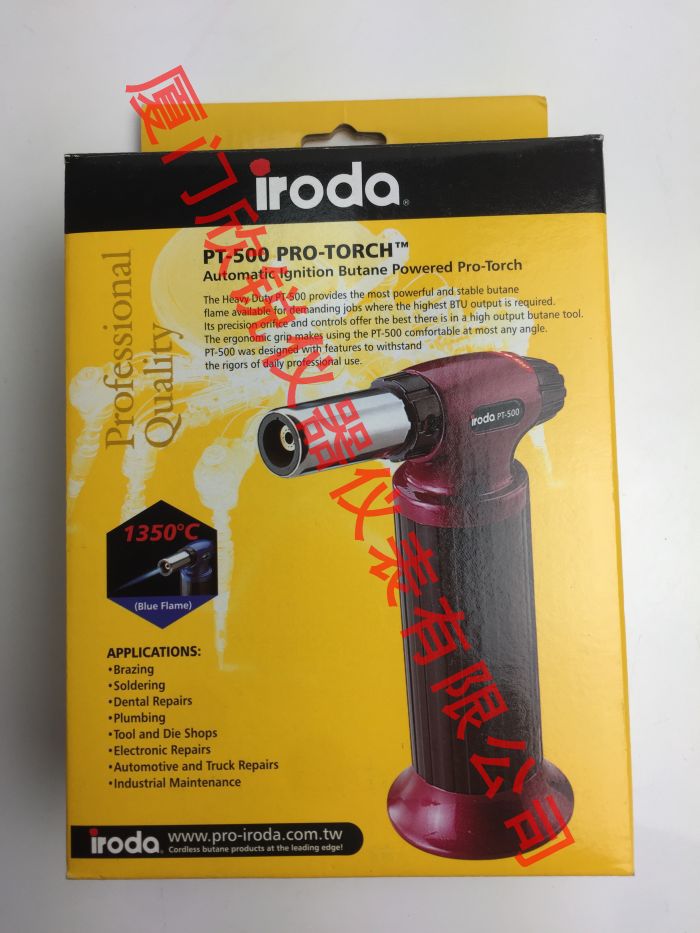 iroda®
PT-500 PRO-TORCH™
Automatic Ignition Butane Powered Pro-Torch
Professional
Quality
The Heavy Duty PT-500 provides the most powerful and stable butane
flame available for demanding jobs where the highest BTU output is required.
Its precision orifice and controls offer the best there is in a high output butane tool.
The ergonomic grip makes using the PT-500 comfortable at most any angle.
PT-500 was designed with features to withstand
the rigors of daily professional use.
iroda PT-500
1350°C
(Blue Flame)
APPLICATIONS:
•Brazing
•Soldering
•Dental Repairs
•Plumbing
•Tool and Die Shops
•Electronic Repairs
•Automotive and Truck Repairs
•Industrial Maintenance
iroda® www.pro-iroda.com.tw
Cordless butane products at the leading edge!
厦门欣锐仪器仪表有限公司